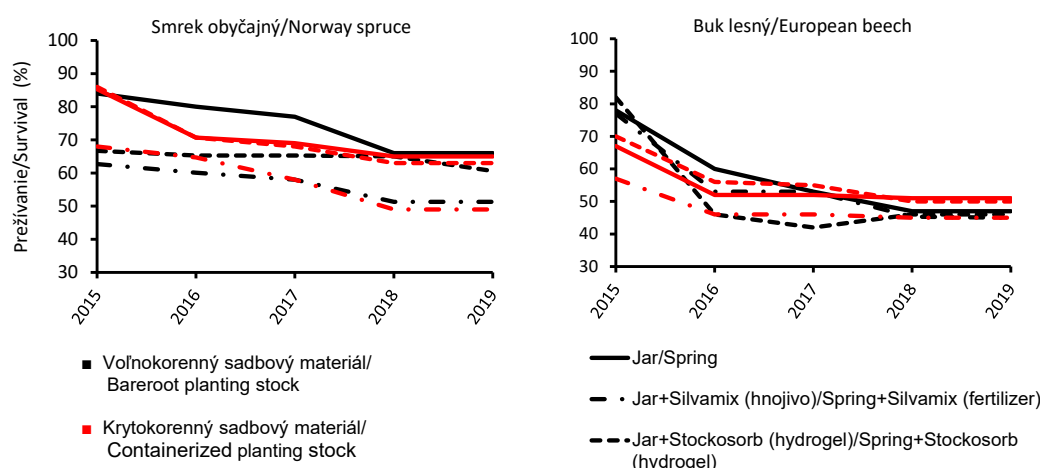 Smrek obyčajný/Norway spruce
Prežívanie/Survival (%)
100
90
80
70
60
50
40
30
2015
2016
2017
2018
2019
Buk lesný/European beech
100
90
80
70
60
50
40
30
2015
2016
2017
2018
2019
Voľnokorenný sadbový materiál/
Bareroot planting stock
Krytokorenný sadbový materiál/
Containerized planting stock
Jar/Spring
Jar+Silvamix (hnojivo)/Spring+Silvamix (fertilizer)
Jar+Stockosorb (hydrogel)/Spring+Stockosorb
(hydrogel)